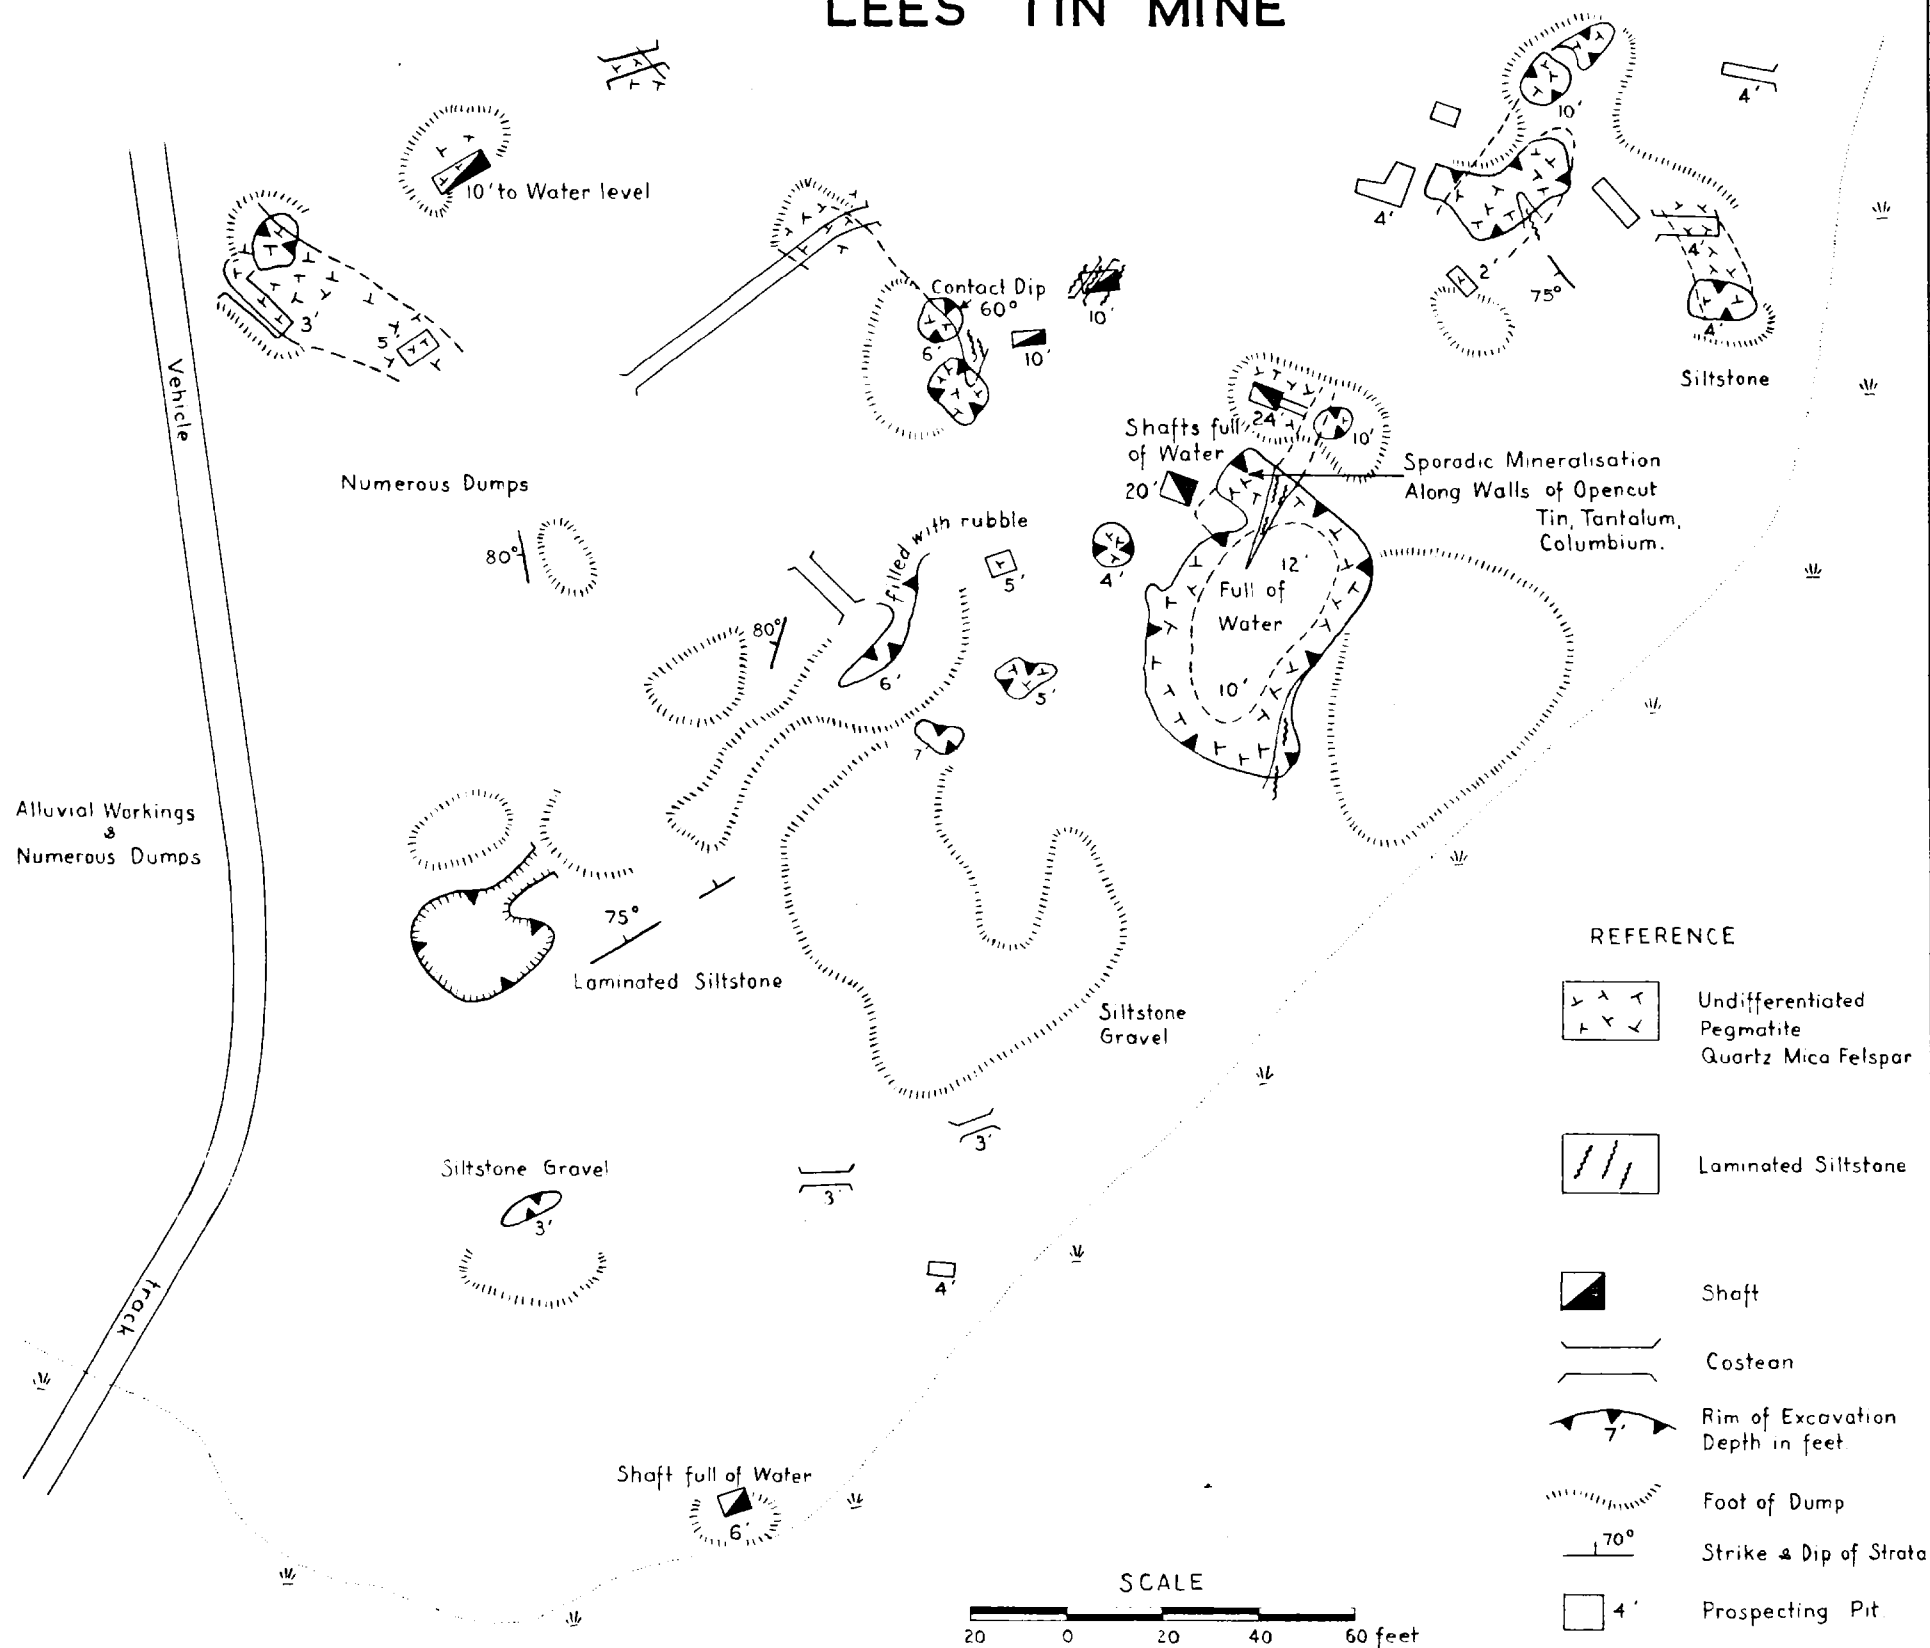 LEES TIN MINE
4'
10'
10' to Water level
4'
14'
2'
75°
4'
Siltstone
Contact Dip
60°
10'
6'
10'
3'
5'
Vehicle
24'
10'
Shafts full
of Water
20'
Sporadic Mineralisation
Along Walls of Opencut
Tin, Tantalum,
Columbium.
Numerous Dumps
80°
filled with rubble
5'
4'
12'
Full of
Water
10'
80°
6'
5'
7'
Alluvial Workings
&
Numerous Dumps
75°
Laminated Siltstone
Siltstone
Gravel
3'
Siltstone Gravel
3'
3'
4'
track
Shaft full of Water
6'
REFERENCE
Undifferentiated
Pegmatite
Quartz Mica Felspar
Laminated Siltstone
Shaft
Costean
7'
Rim of Excavation
Depth in feet.
Foot of Dump
70°
Strike & Dip of Strata
4'
Prospecting Pit.
SCALE
20 0 20 40 60 feet